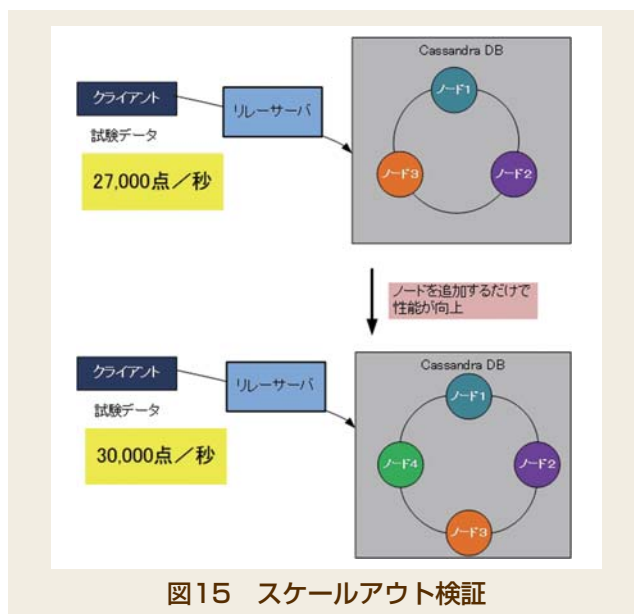 Cassandra DB
クライアント
リレーサーバ
試験データ
27,000点／秒
ノード1
ノード3
ノード2
ノードを追加するだけで
性能が向上
Cassandra DB
クライアント
リレーサーバ
試験データ
30,000点／秒
ノード1
ノード4
ノード2
ノード3
図15　スケールアウト検証